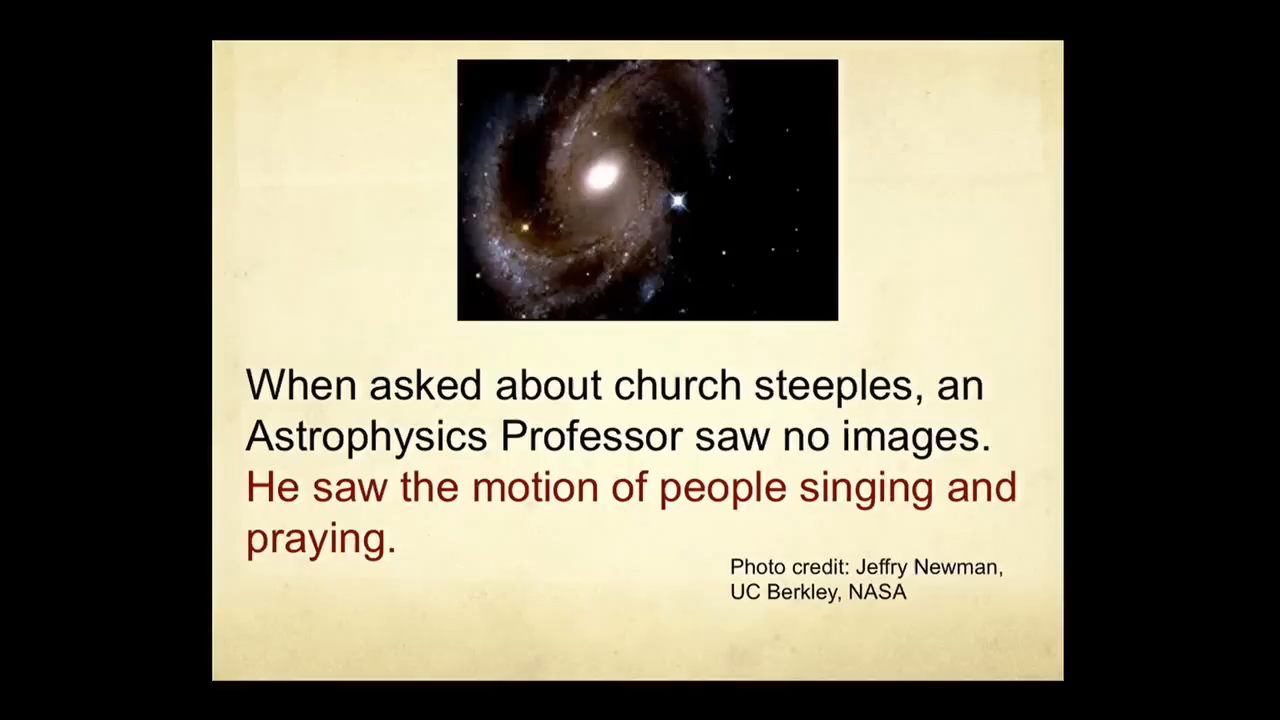 When asked about church steeples, an
Astrophysics Professor saw no images.
He saw the motion of people singing and
praying.
Photo credit: Jeffry Newman,
UC Berkley, NASA